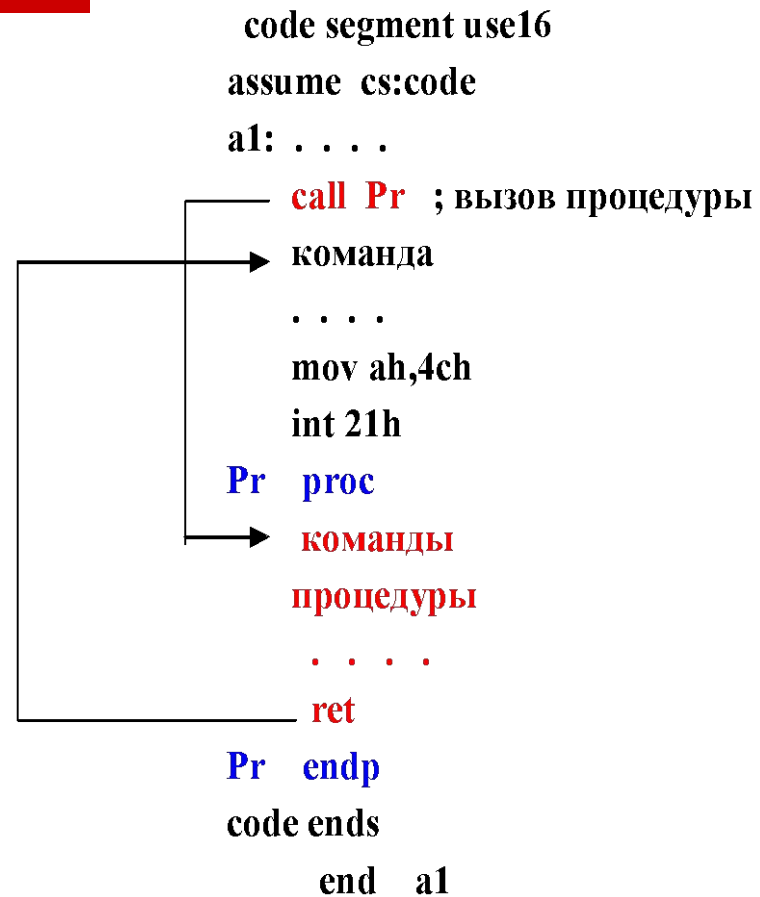 code segment use16
assume cs:code
a1: . . . .
call Pr ; вызов процедуры
команда
. . . .
mov ah,4ch
int 21h
Pr proc
команды
процедуры
. . . .
ret
Pr endp
code ends
end a1